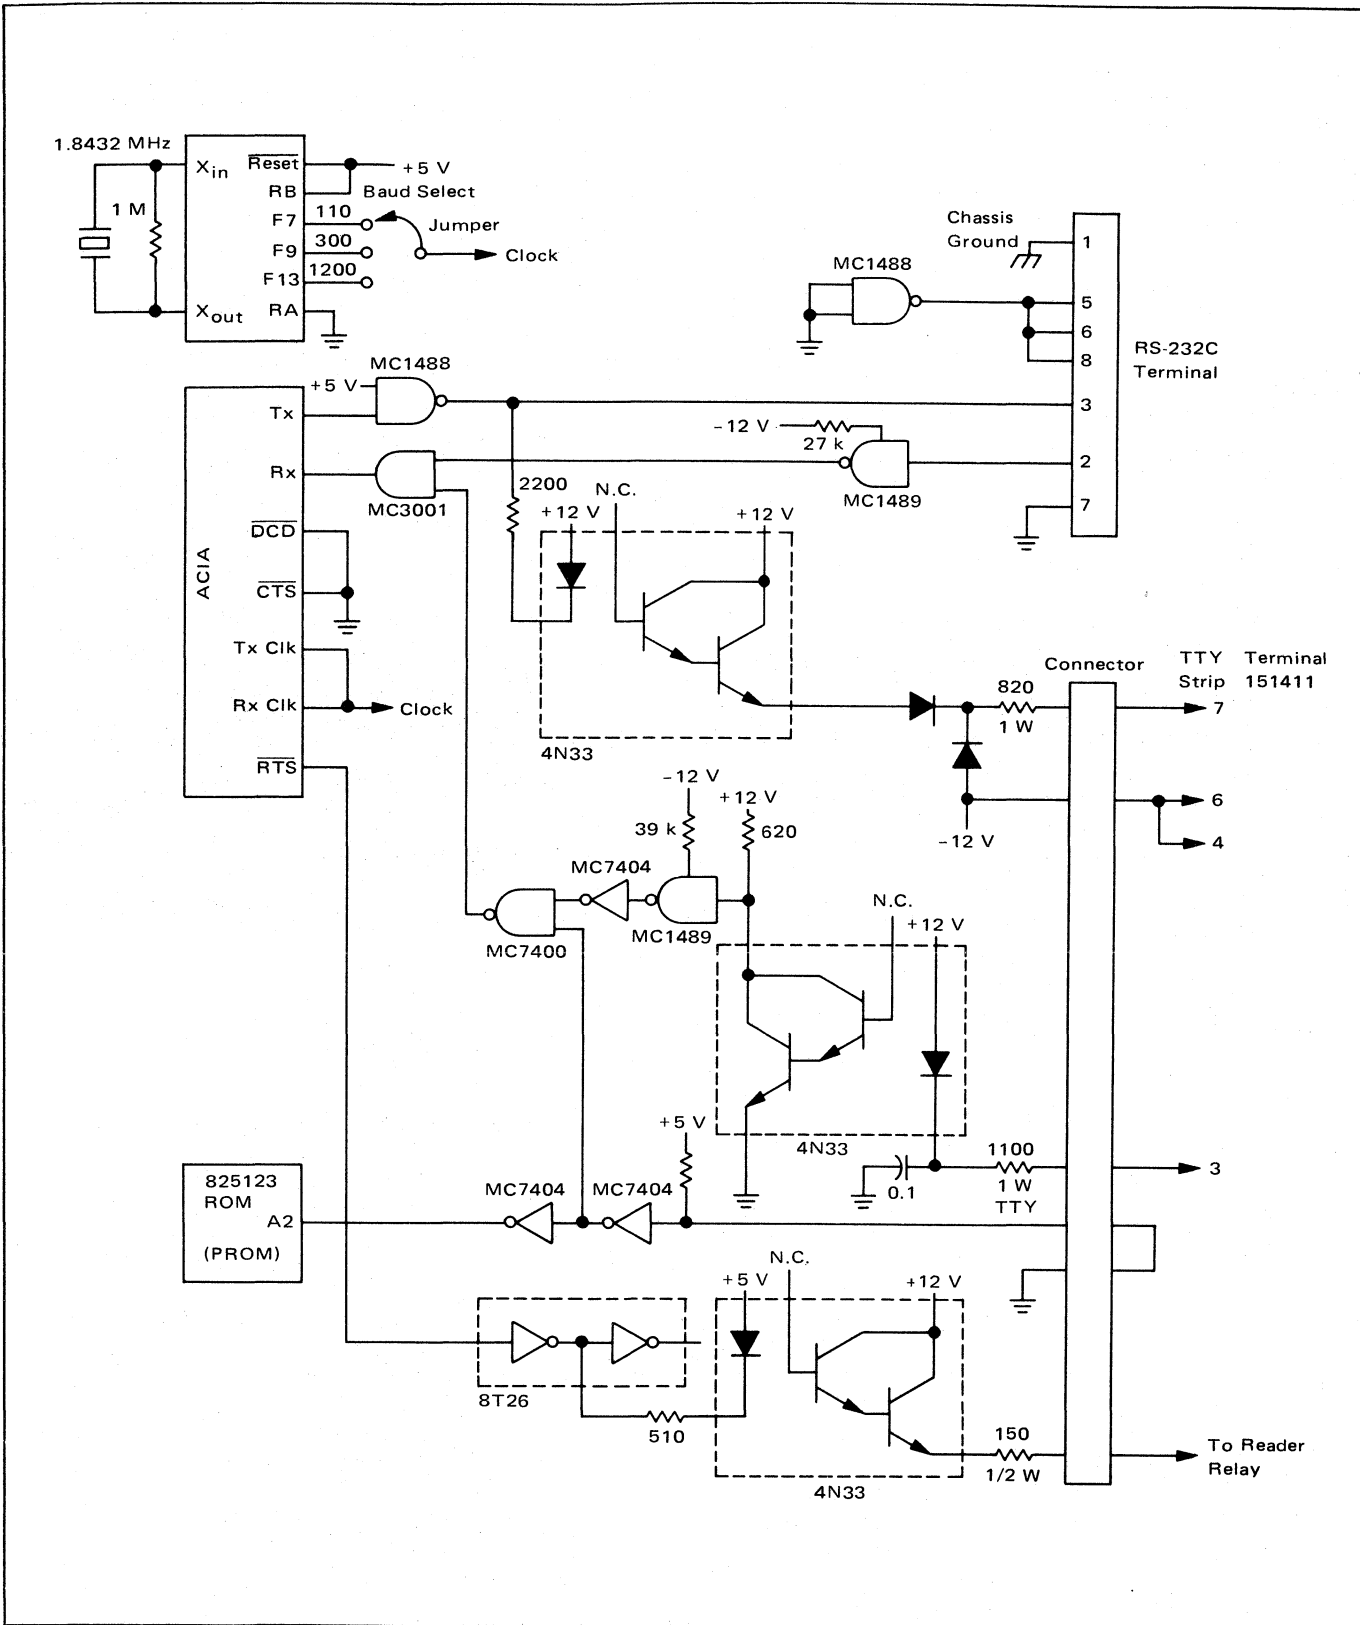 1.8432 MHz
1 M
Xin
Xout
Reset
RB
F7
F9
F13
RA
+5 V
Baud Select
110
300
1200
Jumper
Clock
Chassis
Ground
MC1488
1
5
6
8
3
2
7
RS-232C
Terminal
MC1488
+5 V
ACIA
Tx
Rx
DCD
CTS
Tx Clk
Rx Clk
RTS
MC3001
-12 V
27 k
MC1489
2200
+12 V
N.C.
+12 V
4N33
Clock
Connector
TTY Terminal
Strip 151411
820
1 W
7
6
4
-12 V
-12 V
+12 V
39 k
620
MC7404
MC1489
MC7400
N.C.
+12 V
4N33
+5 V
0.1
1100
1 W
TTY
3
825123
ROM
A2
(PROM)
MC7404
MC7404
N.C.
+5 V
+12 V
8T26
510
4N33
150
1/2 W
To Reader
Relay